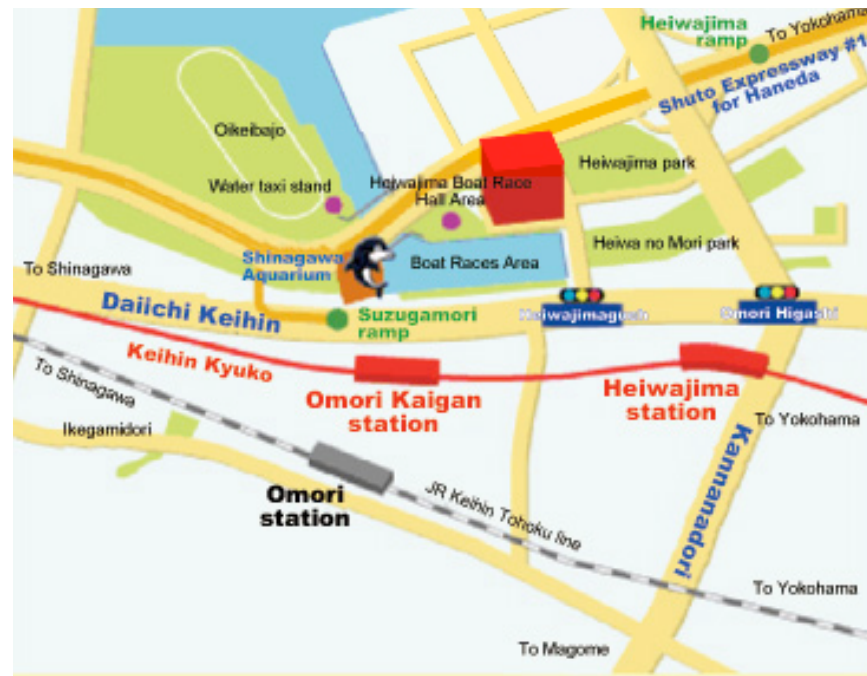 Heiwajima
ramp
To Yokohama
Shuto Expressway #1
for Haneda
Oikeibajo
Water taxi stand
Heiwajima Boat Race
Hall Area
Heiwajima park
Heiwa no Mori park
To Shinagawa
Shinagawa
Aquarium
Boat Races Area
Daiichi Keihin
Suzugamori
ramp
Omori Higashi
Keihin Kyuko
To Shinagawa
Omori Kaigan
station
Heiwajima
station
To Yokohama
Ikegamidori
Kannanadori
Omori
station
JR Keihin Tohoku line
To Yokohama
To Magome